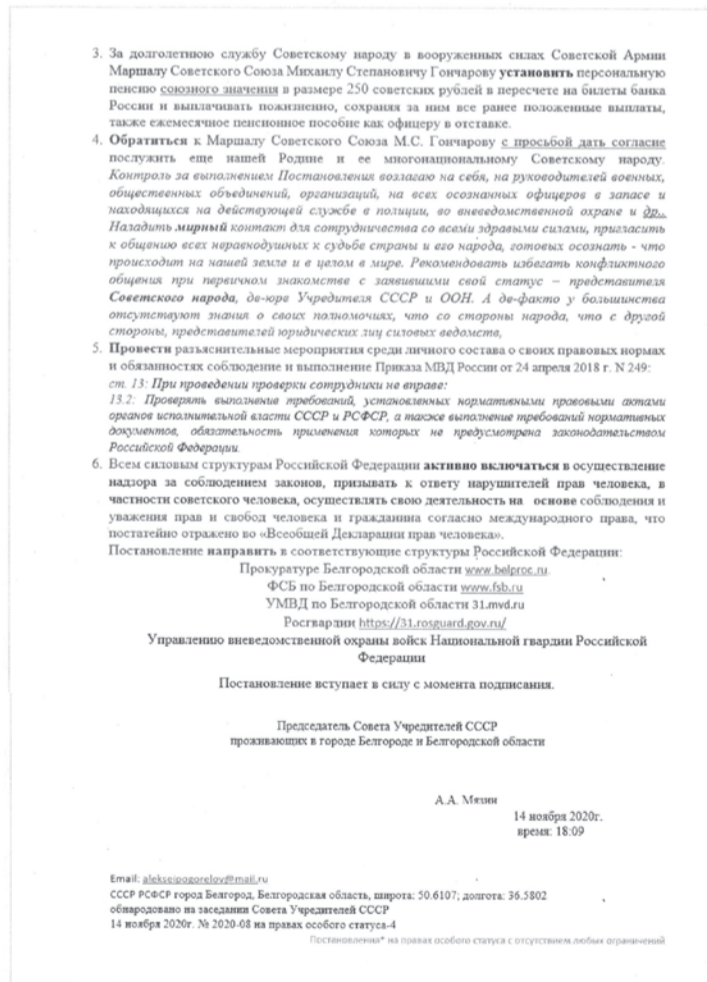 3. За долголетнюю службу Советскому народу в вооруженных силах Советской Армии
Маршалу Советского Союза Михаилу Степановичу Гончарову установить персональную
пенсию союзного значения в размере 250 советских рублей в пересчете на билеты банка
России и выплачивать пожизненно, сохраняя за ним все ранее положенные выплаты,
также ежемесячное пенсионное пособие как офицеру в отставке.
4. Обратиться к Маршалу Советского Союза М.С. Гончарову с просьбой дать согласие
послужить еще нашей Родине и ее многонациональному Советскому народу.
Контроль за выполнением Постановления возлагаю на себя, на руководителей военных,
общественных объединений, организаций, на всех осознанных офицеров в запасе и
находящихся на действующей службе в полиции, во вневедомственной охране и др..
Наладить мирный контакт для сотрудничества со всеми здравыми силами, пригласить
к общению всех неравнодушных к судьбе страны и его народа, готовых осознать - что
происходит на нашей земле и в целом в мире. Рекомендовать избегать конфликтного
общения при первичном знакомстве с заявившими свой статус – представителя
Советского народа, де-юре Учредителя СССР и ООН. А де-факто у большинства
отсутствуют знания о своих полномочиях, что со стороны народа, что с другой
стороны, представителей юридических лиц силовых ведомств,
5. Провести разъяснительные мероприятия среди личного состава о своих правовых нормах
и обязанностях соблюдение и выполнение Приказа МВД России от 24 апреля 2018 г. N 249:
ст. 13: При проведении проверки сотрудники не вправе:
13.2: Проверять выполнение требований, установленных нормативными правовыми актами
органов исполнительной власти СССР и РСФСР, а также выполнение требований нормативных
документов, обязательность применения которых не предусмотрена законодательством
Российской Федерации.
6. Всем силовым структурам Российской Федерации активно включаться в осуществление
надзора за соблюдением законов, призывать к ответу нарушителей прав человека, в
частности советского человека, осуществлять свою деятельность на основе соблюдения и
уважения прав и свобод человека и гражданина согласно международного права, что
постатейно отражено во «Всеобщей Декларации прав человека».
Постановление направить в соответствующие структуры Российской Федерации:
Прокуратуре Белгородской области www.belproc.ru.
ФСБ по Белгородской области www.fsb.ru
УМВД по Белгородской области 31.mvd.ru
Росгвардии https://31.rosguard.gov.ru/
Управлению вневедомственной охраны войск Национальной гвардии Российской
Федерации
Постановление вступает в силу с момента подписания.
Председатель Совета Учредителей СССР
проживающих в городе Белгороде и Белгородской области
А.А. Мязин
14 ноября 2020г.
время: 18:09
Email: alekseipogorelov@mail.ru
СССР РСФСР город Белгород, Белгородская область, широта: 50.6107; долгота: 36.5802
обнародовано на заседании Совета Учредителей СССР
14 ноября 2020г. № 2020-08 на правах особого статуса-4
Постановления* на правах особого статуса с отсутствием любых ограничений